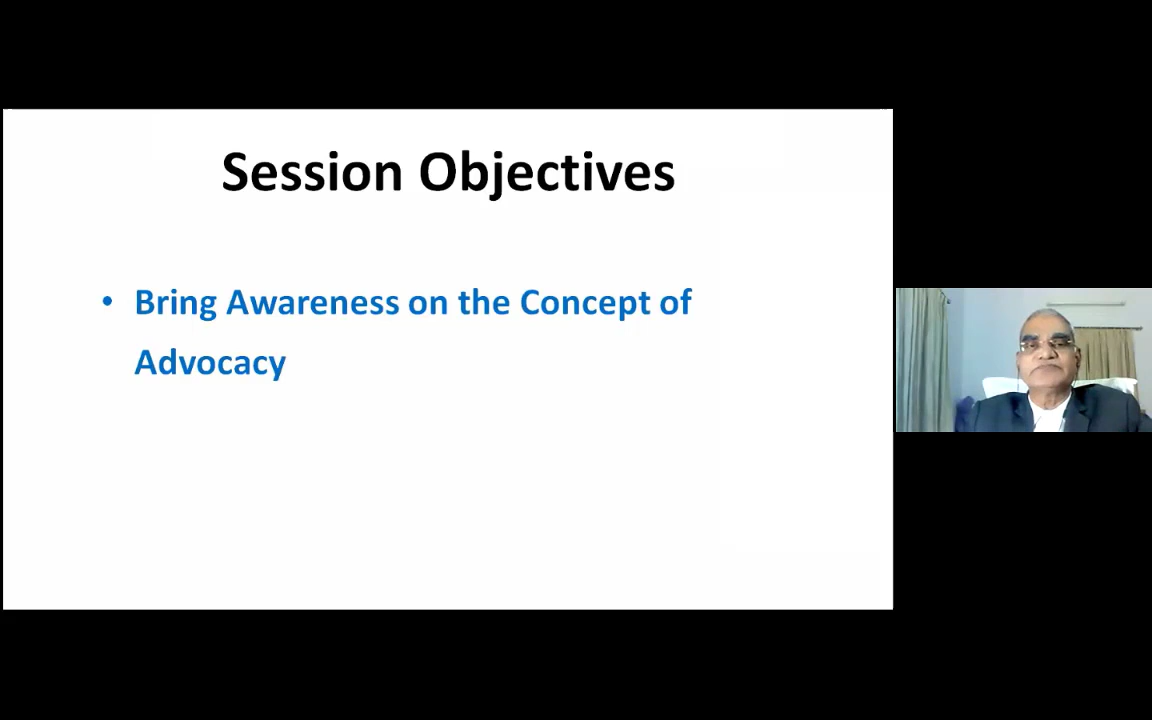 Session Objectives
• Bring Awareness on the Concept of
Advocacy